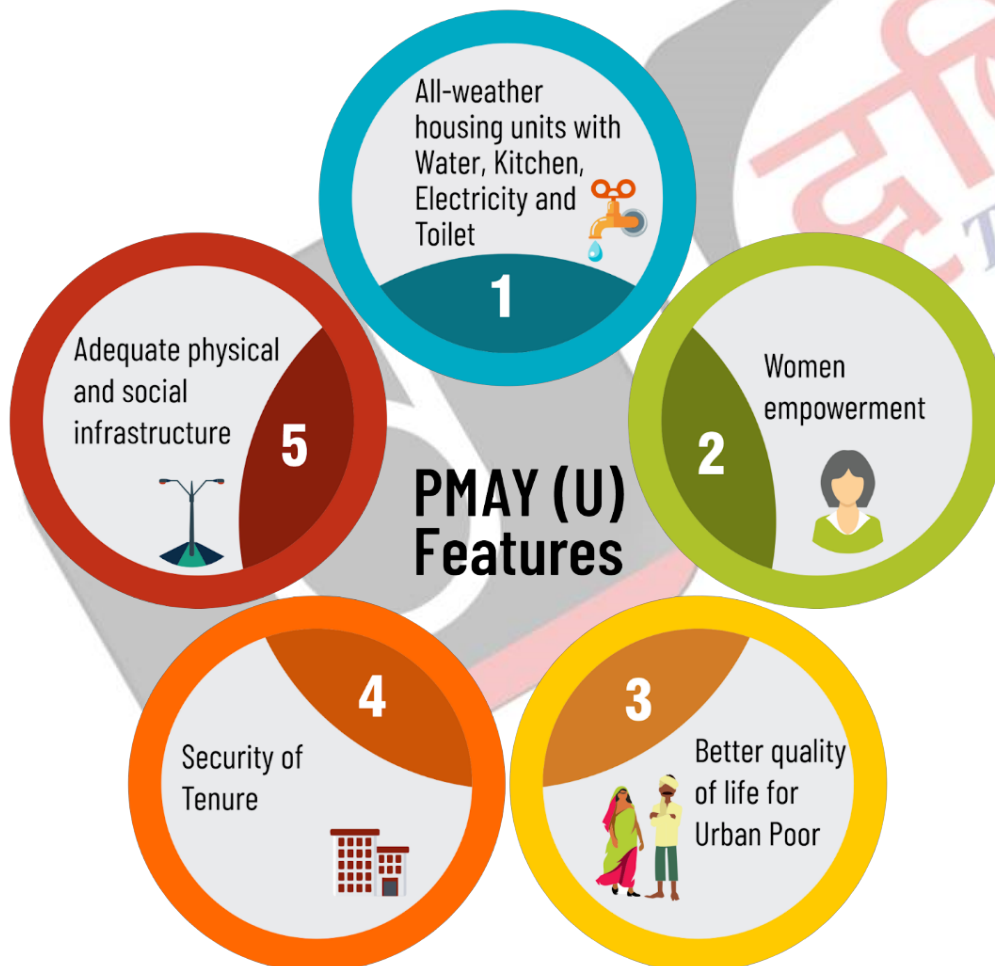 All-weather
housing units with
Water, Kitchen,
Electricity and
Toilet
1
Women
empowerment
2
3
Better quality
of life for
Urban Poor
4
Security of
Tenure
Adequate physical
and social
infrastructure
5
PMAY (U)
Features